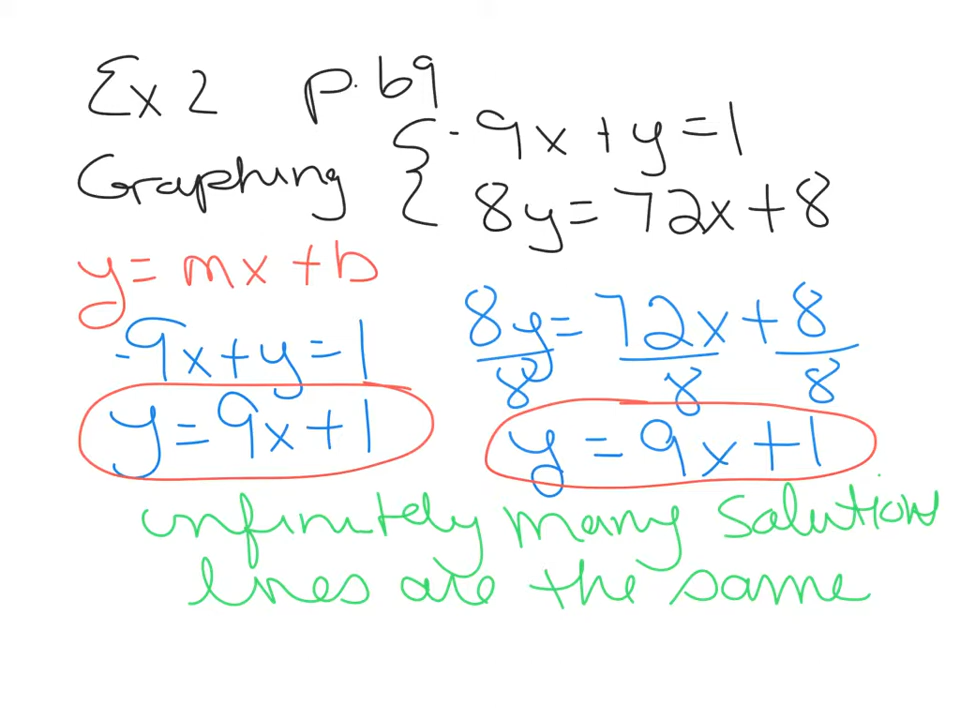 Ex 2 p. 69
Graphing { -9x + y = 1
8y = 72x + 8
y = mx + b
-9x + y = 1
y = 9x + 1
8y = 72x + 8
8 8 8
y = 9x + 1
infinitely many solutions
lines are the same